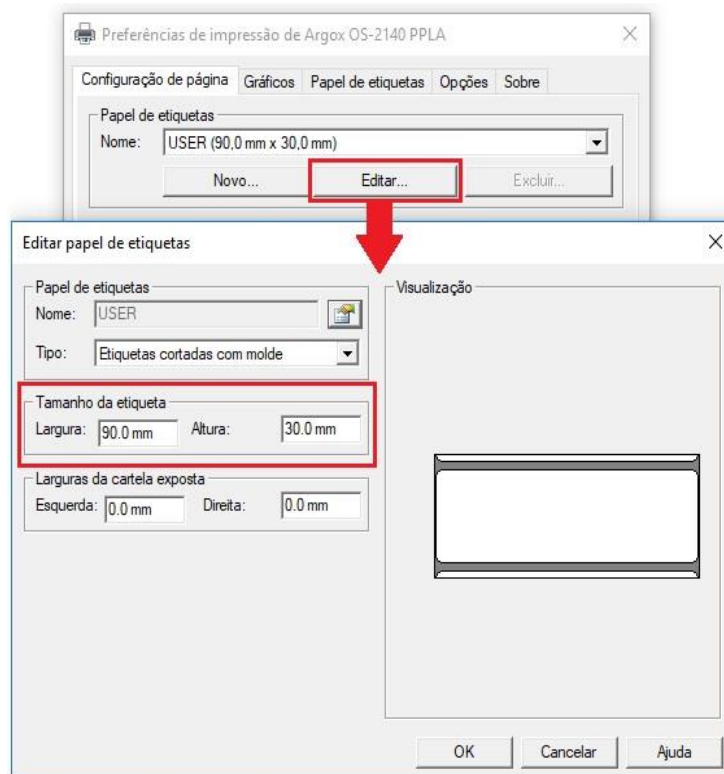 Preferências de impressão de Argox OS-2140 PPLA
Configuração de página Gráficos Papel de etiquetas Opções Sobre
Papel de etiquetas
Nome: USER (90,0 mm x 30,0 mm)
Novo... Editar... Excluir...
Editar papel de etiquetas
Papel de etiquetas
Nome: USER
Tipo: Etiquetas cortadas com molde
Tamanho da etiqueta
Largura: 90.0 mm Altura: 30.0 mm
Larguras da cartela exposta
Esquerda: 0.0 mm Direita: 0.0 mm
Visualização
OK Cancelar Ajuda